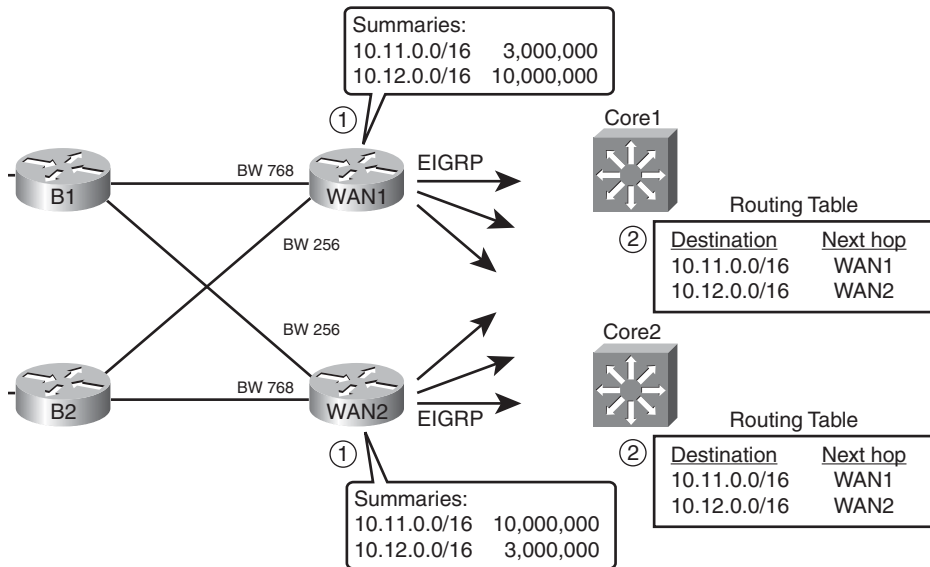 Summaries:
10.11.0.0/16 3,000,000
10.12.0.0/16 10,000,000
1
Core1
BW 768
EIGRP
B1
WAN1
Routing Table
2
Destination Next hop
10.11.0.0/16 WAN1
10.12.0.0/16 WAN2
BW 256
BW 256
Core2
BW 768
B2
WAN2
EIGRP
Routing Table
1
2
Destination Next hop
10.11.0.0/16 WAN1
10.12.0.0/16 WAN2
Summaries:
10.11.0.0/16 10,000,000
10.12.0.0/16 3,000,000